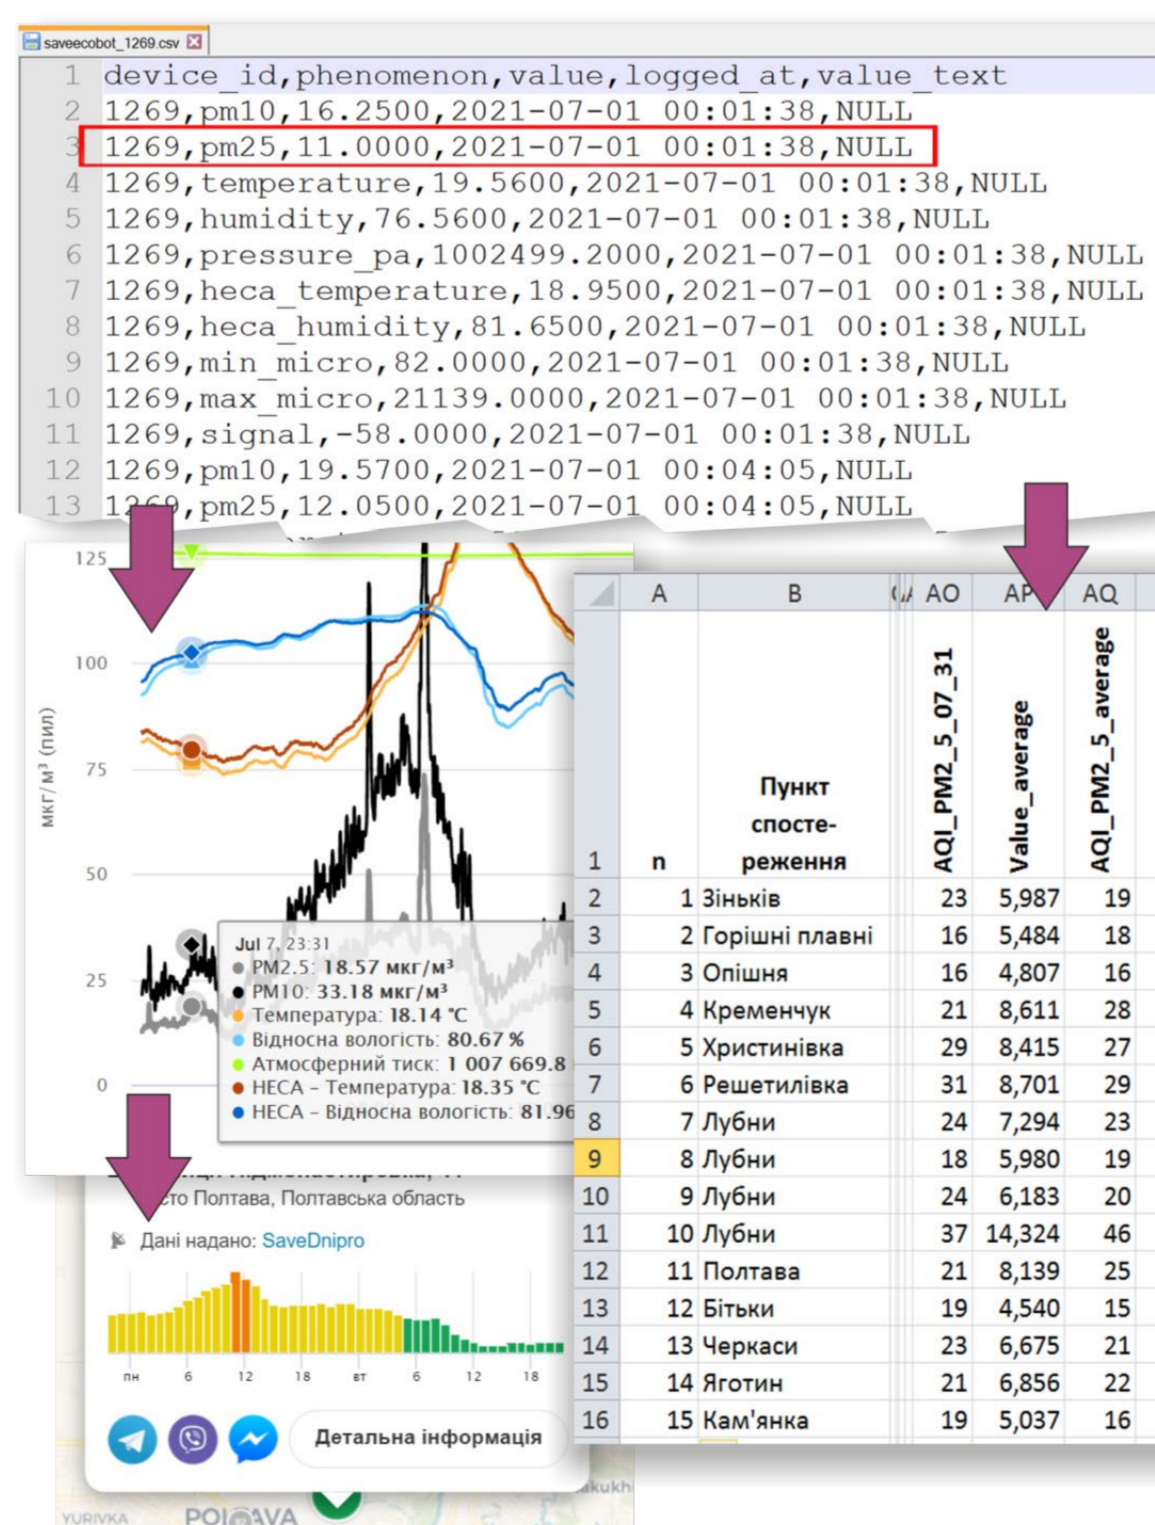 saveecobot_1269.csv
1 device_id,phenomenon,value,logged_at,value_text
2 1269,pm10,16.2500,2021-07-01 00:01:38,NULL
3 1269,pm25,11.0000,2021-07-01 00:01:38,NULL
4 1269,temperature,19.5600,2021-07-01 00:01:38,NULL
5 1269,humidity,76.5600,2021-07-01 00:01:38,NULL
6 1269,pressure_pa,1002499.2000,2021-07-01 00:01:38,NULL
7 1269,heca_temperature,18.9500,2021-07-01 00:01:38,NULL
8 1269,heca_humidity,81.6500,2021-07-01 00:01:38,NULL
9 1269,min_micro,82.0000,2021-07-01 00:01:38,NULL
10 1269,max_micro,21139.0000,2021-07-01 00:01:38,NULL
11 1269,signal,-58.0000,2021-07-01 00:01:38,NULL
12 1269,pm10,19.5700,2021-07-01 00:04:05,NULL
13 1269,pm25,12.0500,2021-07-01 00:04:05,NULL
125
100
75
50
25
0
мкг/м³ (пил)
Jul 7, 23:31
PM2.5: 18.57 мкг/м³
PM10: 33.18 мкг/м³
Температура: 18.14 °C
Відносна вологість: 80.67 %
Атмосферний тиск: 1 007 669.8
HECA - Температура: 18.35 °C
HECA - Відносна вологість: 81.96
A B AO AP AQ
1 n Пункт спосте-реження AQI_PM2_5_07_31 Value_average AQI_PM2_5_average
2 1 Зіньків 23 5,987 19
3 2 Горішні плавні 16 5,484 18
4 3 Опішня 16 4,807 16
5 4 Кременчук 21 8,611 28
6 5 Христинівка 29 8,415 27
7 6 Решетилівка 31 8,701 29
8 7 Лубни 24 7,294 23
9 8 Лубни 18 5,980 19
10 9 Лубни 24 6,183 20
11 10 Лубни 37 14,324 46
12 11 Полтава 21 8,139 25
13 12 Бітьки 19 4,540 15
14 13 Черкаси 23 6,675 21
15 14 Яготин 21 6,856 22
16 15 Кам'янка 19 5,037 16
Полтава, Полтавська область
Дані надано: SaveDnipro
пн 6 12 18 вт 6 12 18
Детальна інформація
YURIVKA